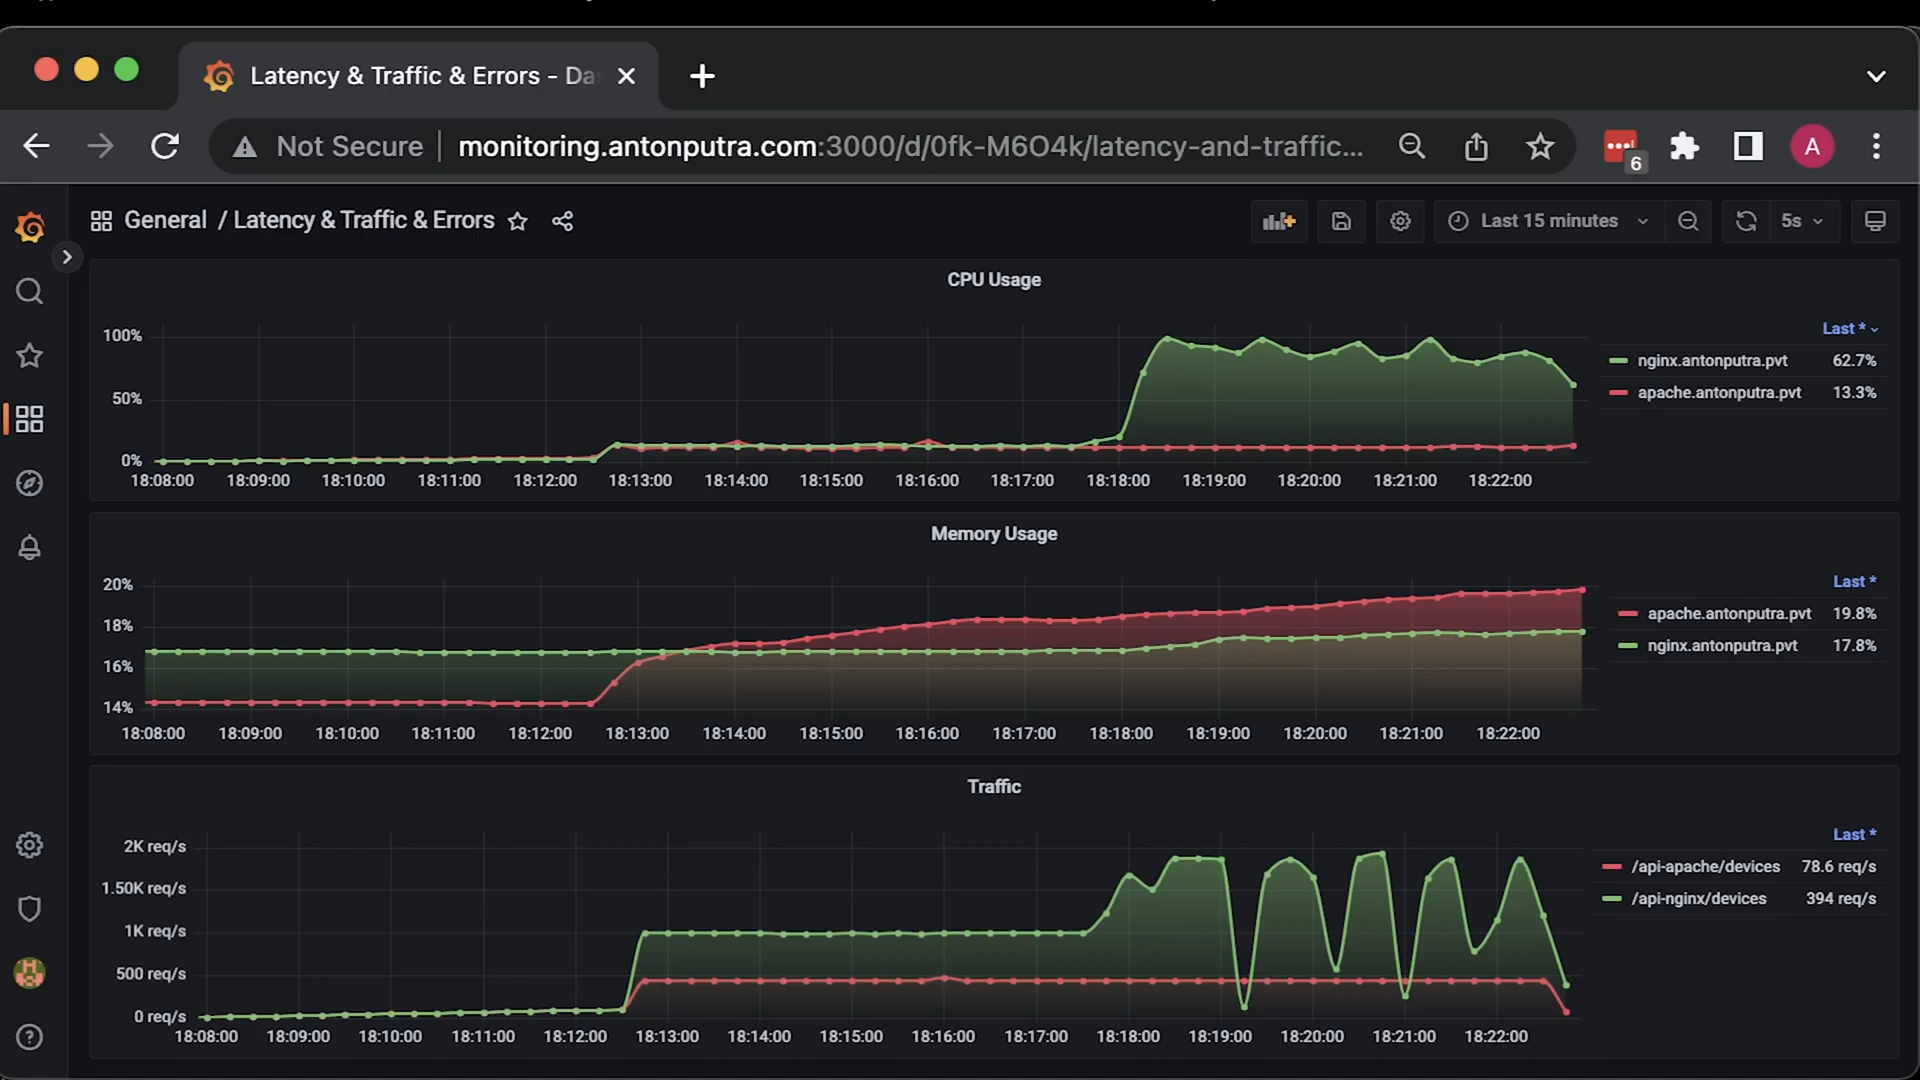 Latency & Traffic & Errors - Da
Not Secure
monitoring.antonputra.com:3000/d/0fk-M6O4k/latency-and-traffic...
6
A
General / Latency & Traffic & Errors
Last 15 minutes
5s
CPU Usage
100%
50%
0%
18:08:00 18:09:00 18:10:00 18:11:00 18:12:00 18:13:00 18:14:00 18:15:00 18:16:00 18:17:00 18:18:00 18:19:00 18:20:00 18:21:00 18:22:00
Last *
nginx.antonputra.pvt 62.7%
apache.antonputra.pvt 13.3%
Memory Usage
20%
18%
16%
14%
18:08:00 18:09:00 18:10:00 18:11:00 18:12:00 18:13:00 18:14:00 18:15:00 18:16:00 18:17:00 18:18:00 18:19:00 18:20:00 18:21:00 18:22:00
Last *
apache.antonputra.pvt 19.8%
nginx.antonputra.pvt 17.8%
Traffic
2K req/s
1.50K req/s
1K req/s
500 req/s
0 req/s
18:08:00 18:09:00 18:10:00 18:11:00 18:12:00 18:13:00 18:14:00 18:15:00 18:16:00 18:17:00 18:18:00 18:19:00 18:20:00 18:21:00 18:22:00
Last *
/api-apache/devices 78.6 req/s
/api-nginx/devices 394 req/s